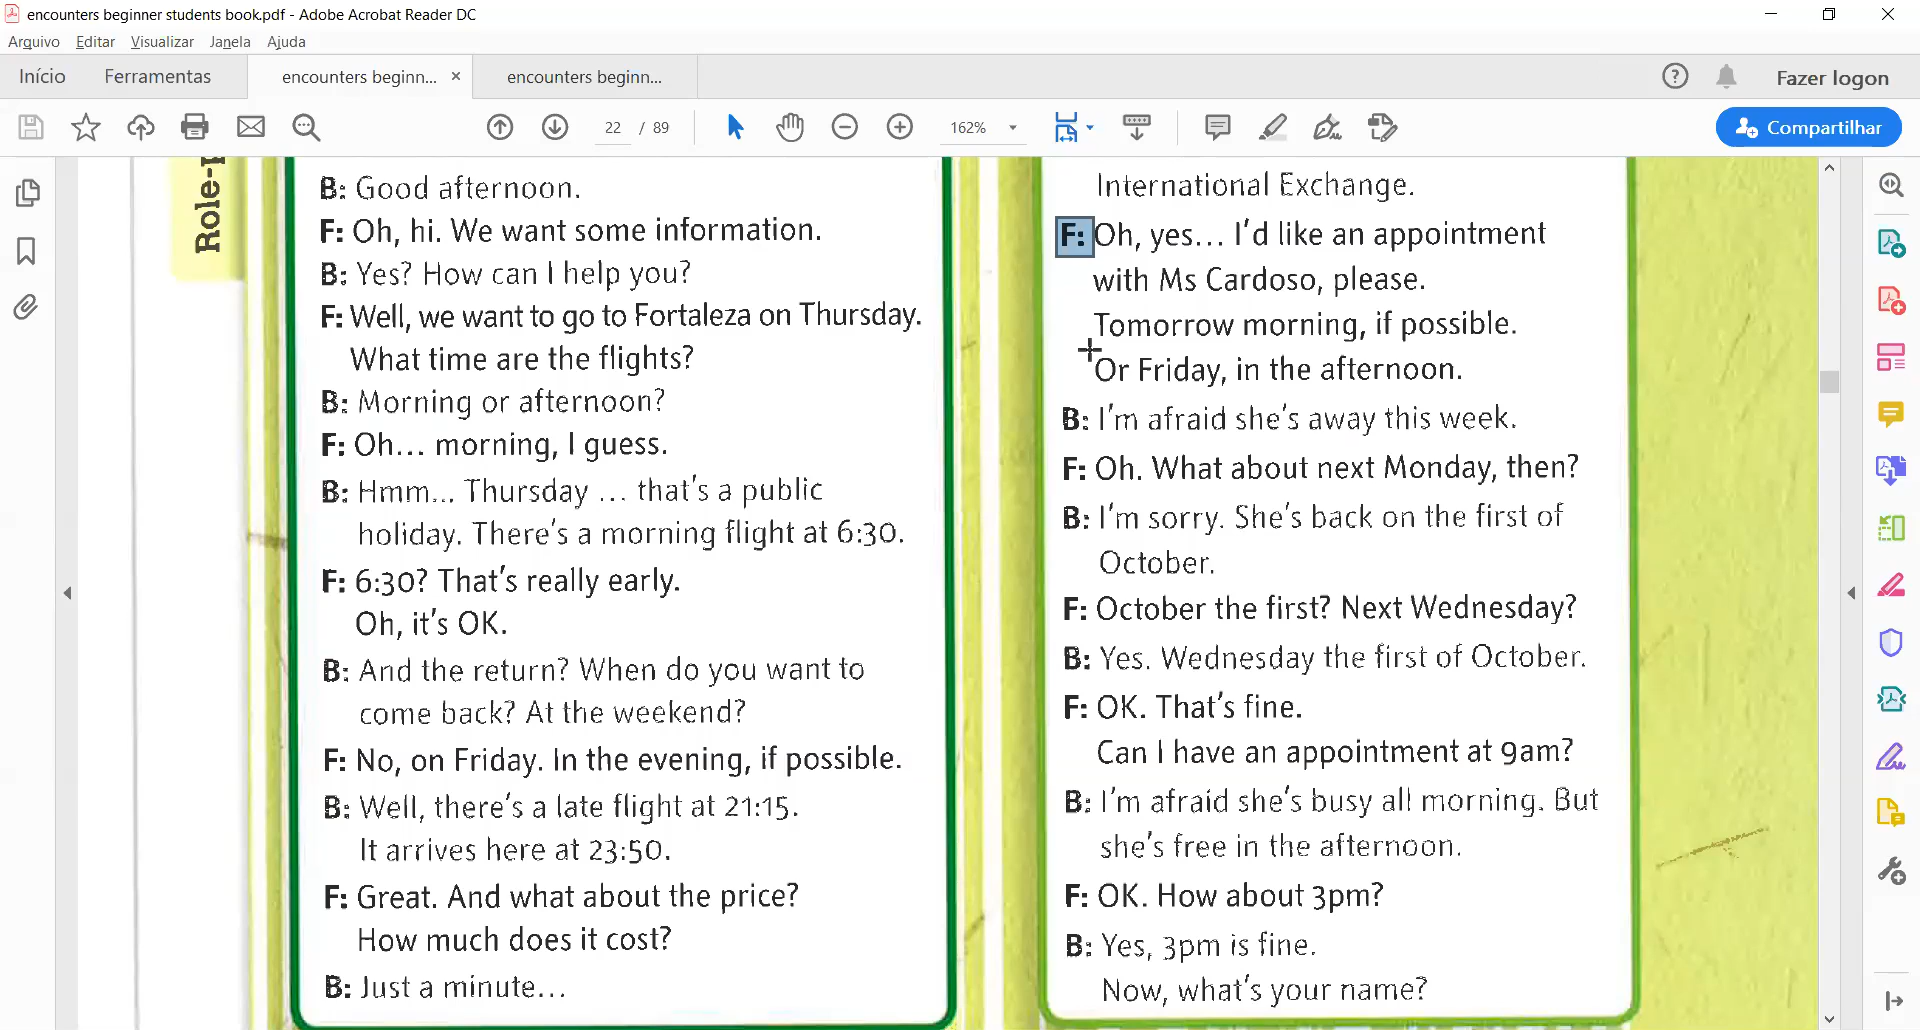 encounters beginner students book.pdf - Adobe Acrobat Reader DC
Arquivo Editar Visualizar Janela Ajuda
Início Ferramentas encounters beginn... × encounters beginn... Fazer logon
22 / 89 162% Compartilhar
Role-
B: Good afternoon.
F: Oh, hi. We want some information.
B: Yes? How can I help you?
F: Well, we want to go to Fortaleza on Thursday.
What time are the flights?
B: Morning or afternoon?
F: Oh... morning, I guess.
B: Hmm... Thursday ... that's a public
holiday. There's a morning flight at 6:30.
F: 6:30? That's really early.
Oh, it's OK.
B: And the return? When do you want to
come back? At the weekend?
F: No, on Friday. In the evening, if possible.
B: Well, there's a late flight at 21:15.
It arrives here at 23:50.
F: Great. And what about the price?
How much does it cost?
B: Just a minute...
International Exchange.
F: Oh, yes... I'd like an appointment
with Ms Cardoso, please.
Tomorrow morning, if possible.
Or Friday, in the afternoon.
B: I'm afraid she's away this week.
F: Oh. What about next Monday, then?
B: I'm sorry. She's back on the first of
October.
F: October the first? Next Wednesday?
B: Yes. Wednesday the first of October.
F: OK. That's fine.
Can I have an appointment at 9am?
B: I'm afraid she's busy all morning. But
she's free in the afternoon.
F: OK. How about 3pm?
B: Yes, 3pm is fine.
Now, what's your name?